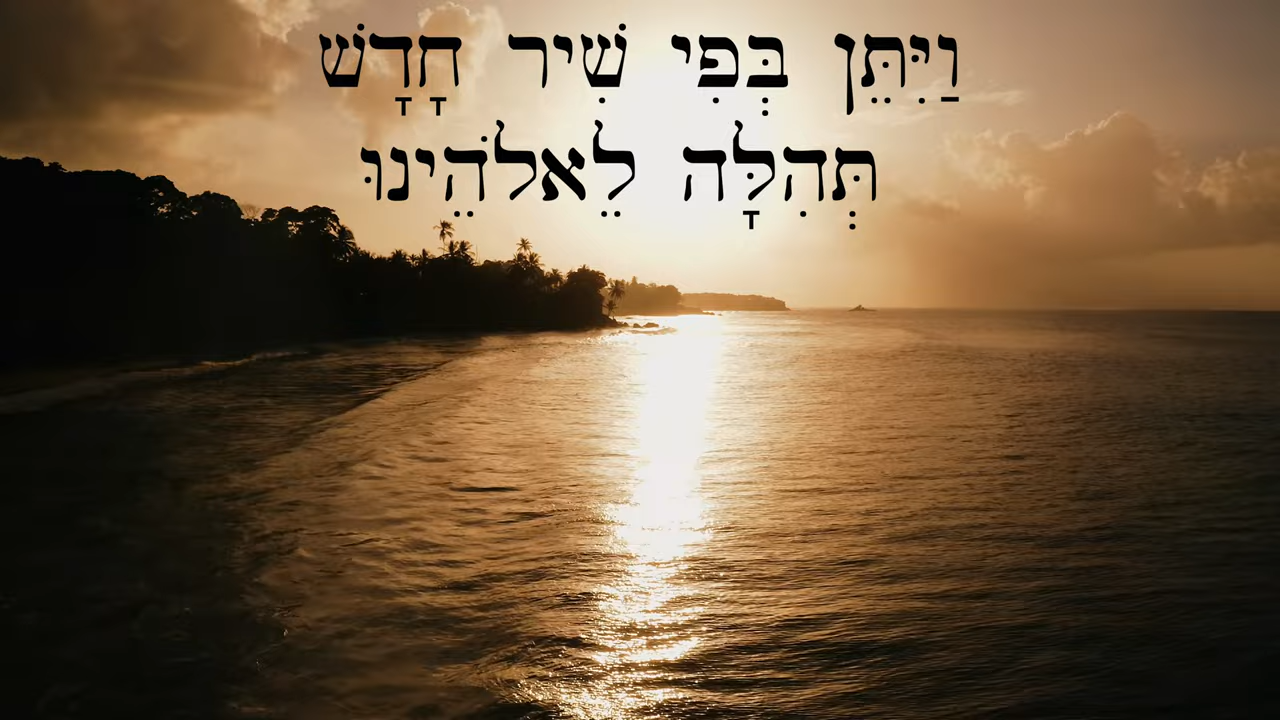 וַיִּתֵּן בְּפִי שִׁיר חָדָשׁ
תְּהִלָּה לֵאלֹהֵינוּ